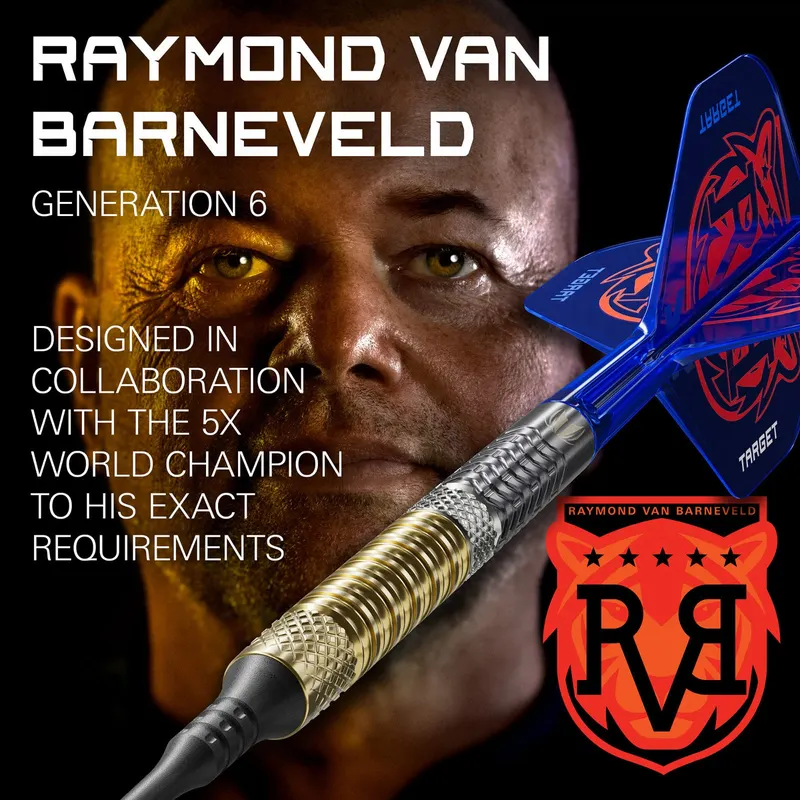 RAYMOND VAN
BARNEVELD
GENERATION 6
DESIGNED IN
COLLABORATION
WITH THE 5X
WORLD CHAMPION
TO HIS EXACT
REQUIREMENTS
TARGET
TARGET
TARGET
RAYMOND VAN BARNEVELD
RVB